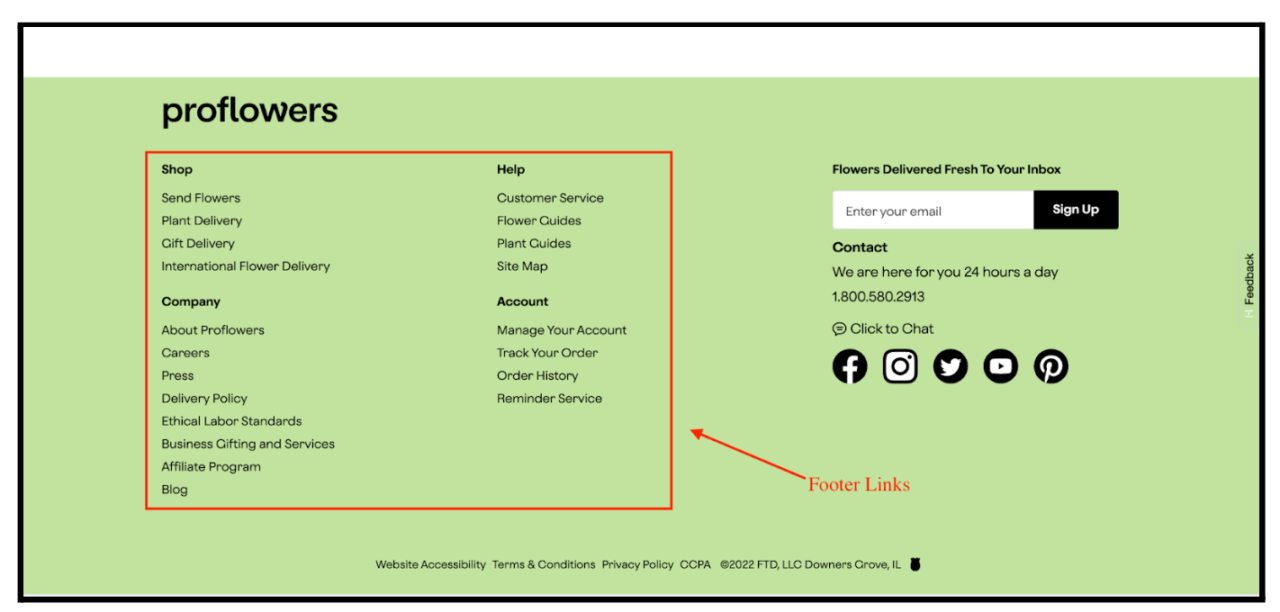 proflowers
Shop
Send Flowers
Plant Delivery
Gift Delivery
International Flower Delivery
Company
About Proflowers
Careers
Press
Delivery Policy
Ethical Labor Standards
Business Gifting and Services
Affiliate Program
Blog
Help
Customer Service
Flower Guides
Plant Guides
Site Map
Account
Manage Your Account
Track Your Order
Order History
Reminder Service
Flowers Delivered Fresh To Your Inbox
Enter your email
Sign Up
Contact
We are here for you 24 hours a day
1.800.580.2913
Click to Chat
Feedback
Footer Links
Website Accessibility Terms & Conditions Privacy Policy CCPA ©2022 FTD, LLC Downers Grove, IL